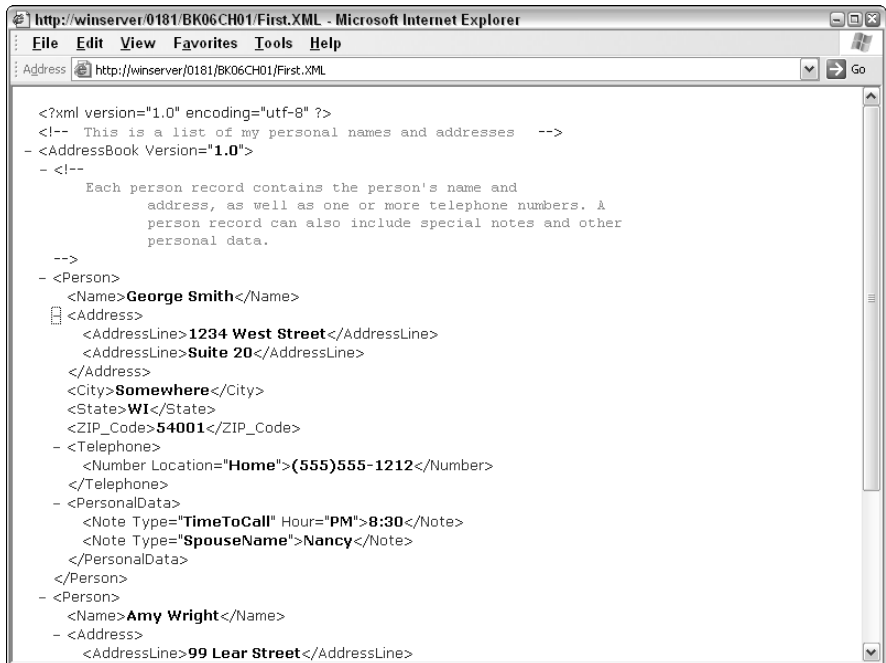 http://winserver/0181/BK06CH01/First.XML - Microsoft Internet Explorer
File Edit View Favorites Tools Help
Address http://winserver/0181/BK06CH01/First.XML Go
<?xml version="1.0" encoding="utf-8" ?>
<!-- This is a list of my personal names and addresses -->
- <AddressBook Version="1.0">
- <!--
Each person record contains the person's name and
address, as well as one or more telephone numbers. A
person record can also include special notes and other
personal data.
-->
- <Person>
<Name>George Smith</Name>
- <Address>
<AddressLine>1234 West Street</AddressLine>
<AddressLine>Suite 20</AddressLine>
</Address>
<City>Somewhere</City>
<State>WI</State>
<ZIP_Code>54001</ZIP_Code>
- <Telephone>
<Number Location="Home">(555)555-1212</Number>
</Telephone>
- <PersonalData>
<Note Type="TimeToCall" Hour="PM">8:30</Note>
<Note Type="SpouseName">Nancy</Note>
</PersonalData>
</Person>
- <Person>
<Name>Amy Wright</Name>
- <Address>
<AddressLine>99 Lear Street</AddressLine>